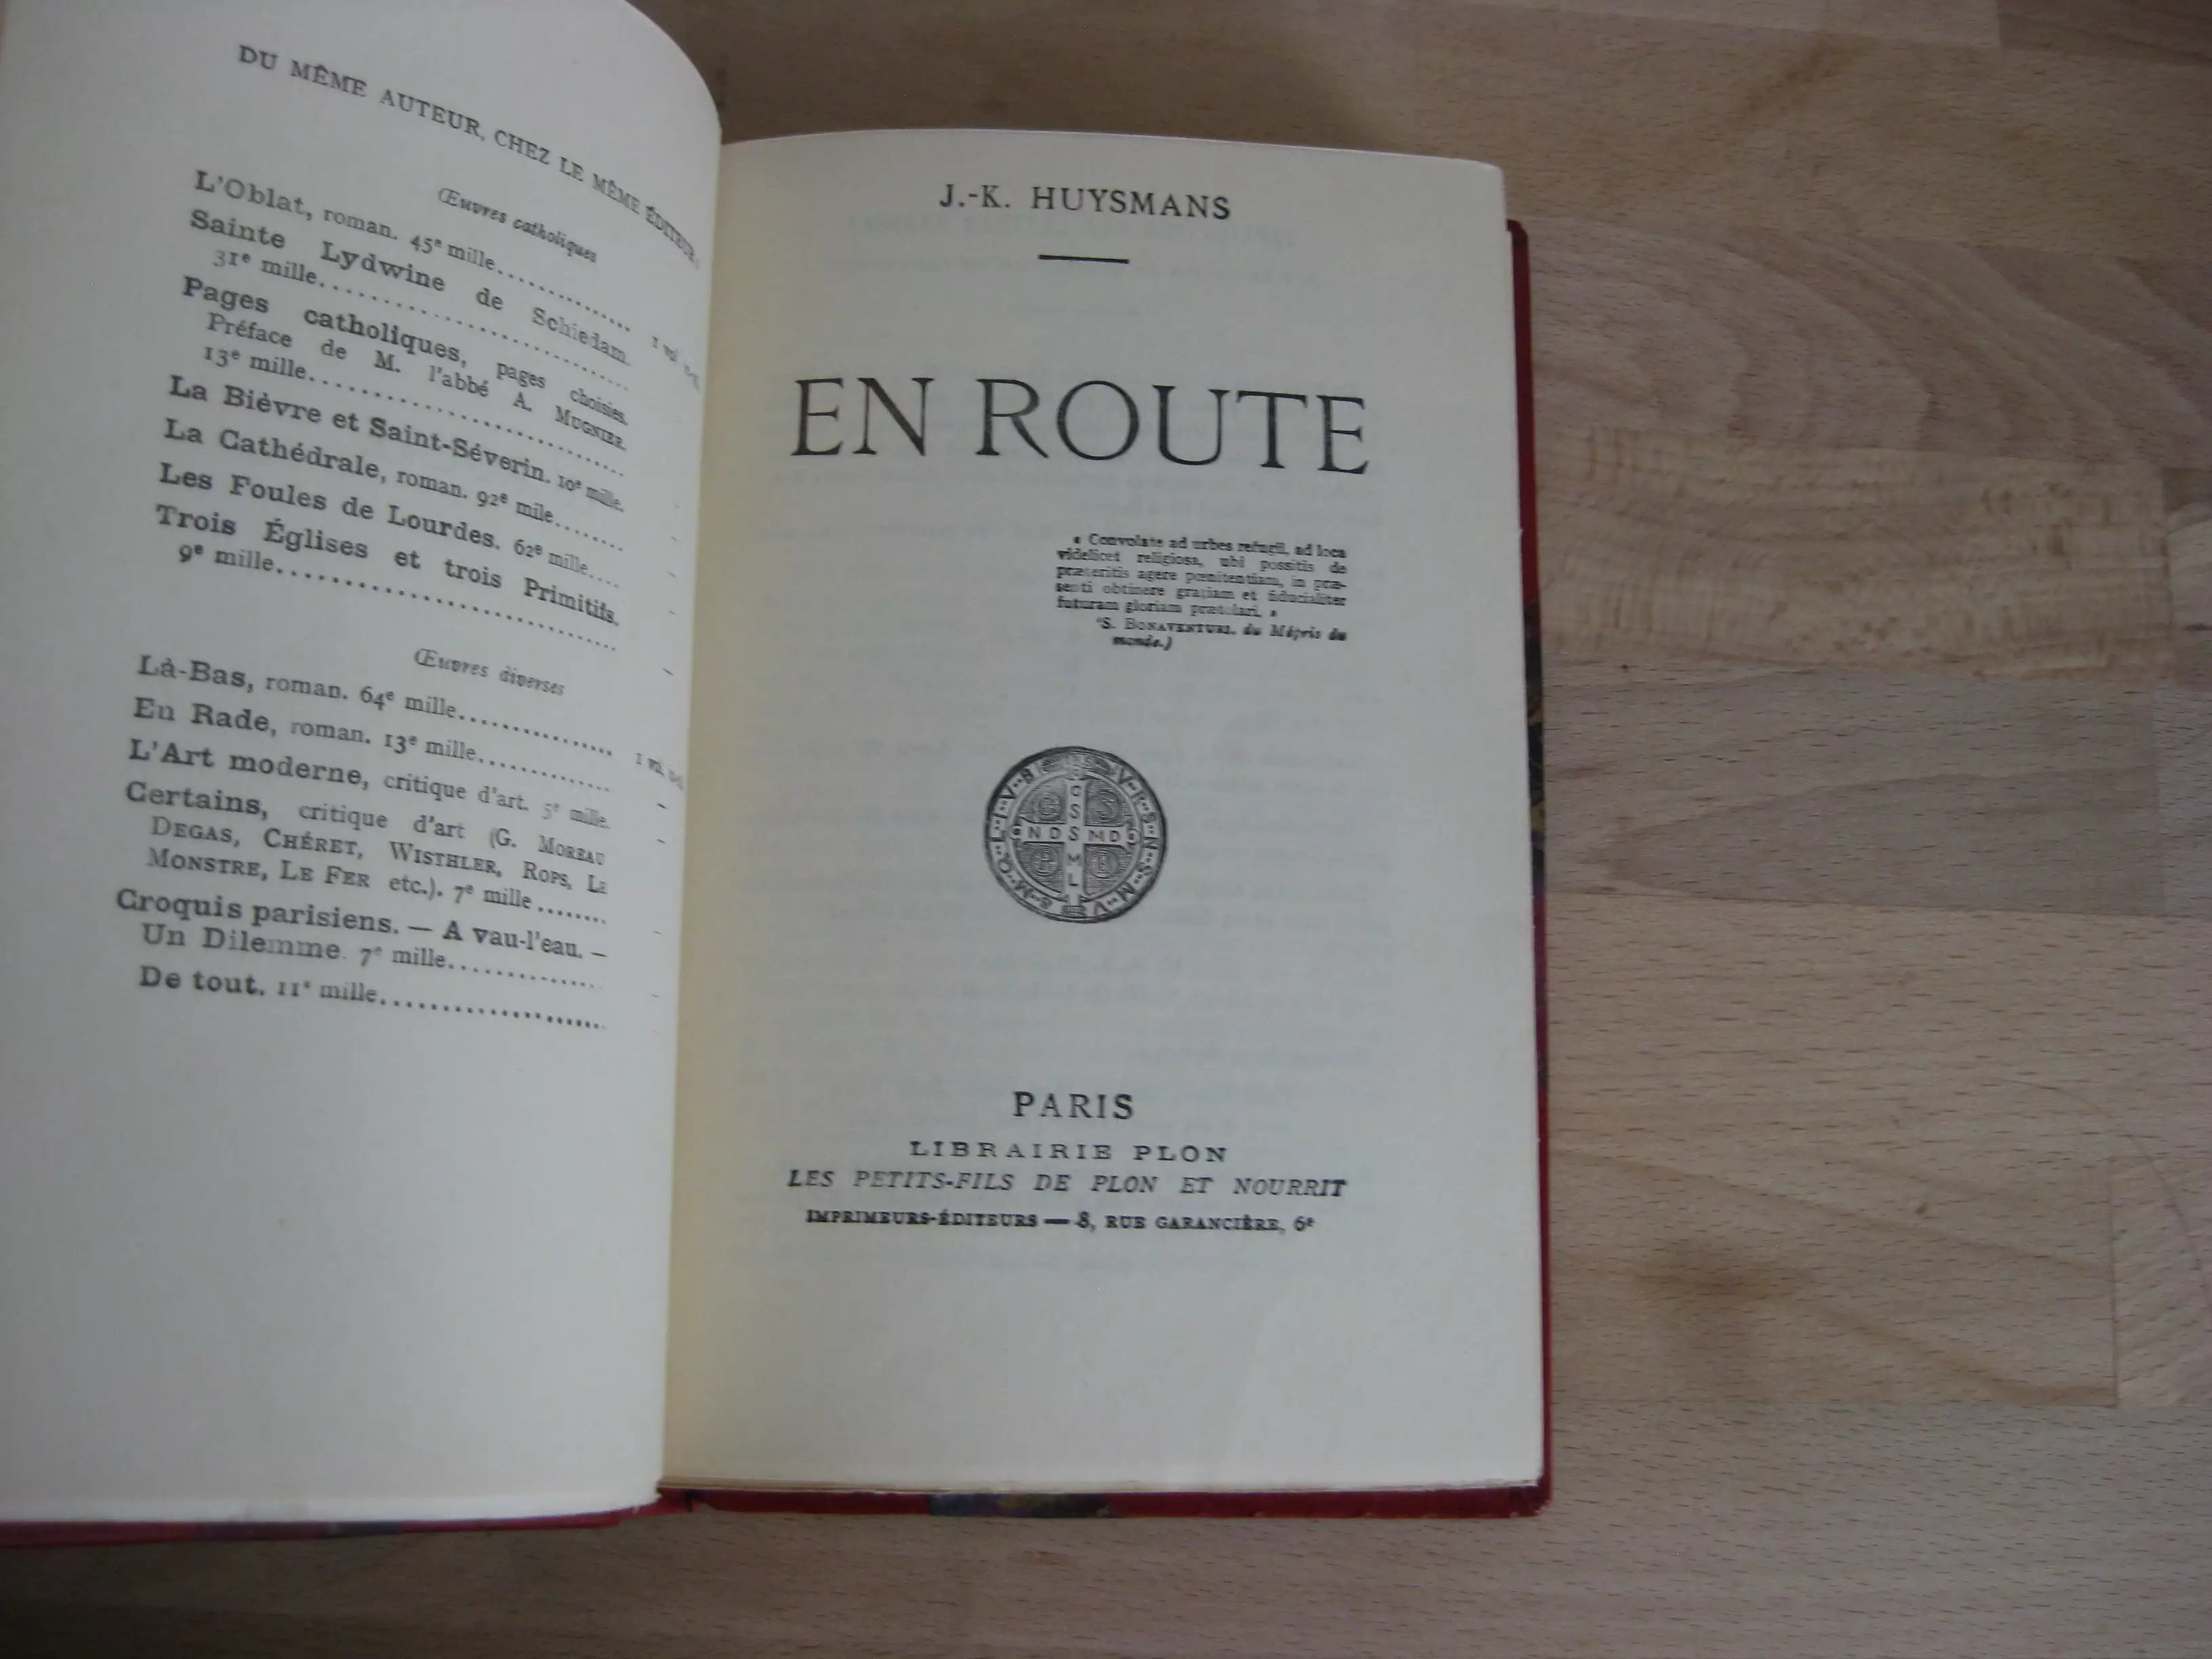 DU MÊME AUTEUR, CHEZ LE MÊME ÉDITEUR
Œuvres catholiques
L'Oblat, roman. 45e mille..............
Sainte Lydwine de Schiedam.
31e mille..............................
Pages catholiques, pages choisies.
Préface de M. l'abbé A. MUGNIER.
13e mille..............................
La Bièvre et Saint-Séverin. 10e mille.
La Cathédrale, roman. 92e mile.......
Les Foules de Lourdes. 62e mille....
Trois Églises et trois Primitifs.
9e mille..............................
Œuvres diverses
Là-Bas, roman. 64e mille..............
1 vol.
En Rade, roman. 13e mille............
L'Art moderne, critique d'art. 5e mille.
Certains, critique d'art (G. MOREAU
DEGAS, CHÉRET, WISTHLER, ROPS, LE
MONSTRE, LE FER etc.). 7e mille........
Croquis parisiens. — A vau-l'eau. —
Un Dilemme. 7e mille..............
De tout. 11e mille....................
J.-K. HUYSMANS
EN ROUTE
« Convolate ad urbes refugii, ad loca
videlicet religiosa, ubi possitis de
præteritis agere pœnitentiam, in præ-
senti obtinere gratiam et fiducialiter
futuram gloriam præstolari. »
(S. BONAVENTURE, du Mépris du
monde.)
V R S N S M V S M Q L I V B
C S S M L
N D S M D
C S P B
PARIS
LIBRAIRIE PLON
LES PETITS-FILS DE PLON ET NOURRIT
IMPRIMEURS-ÉDITEURS — 8, RUE GARANCIÈRE, 6e